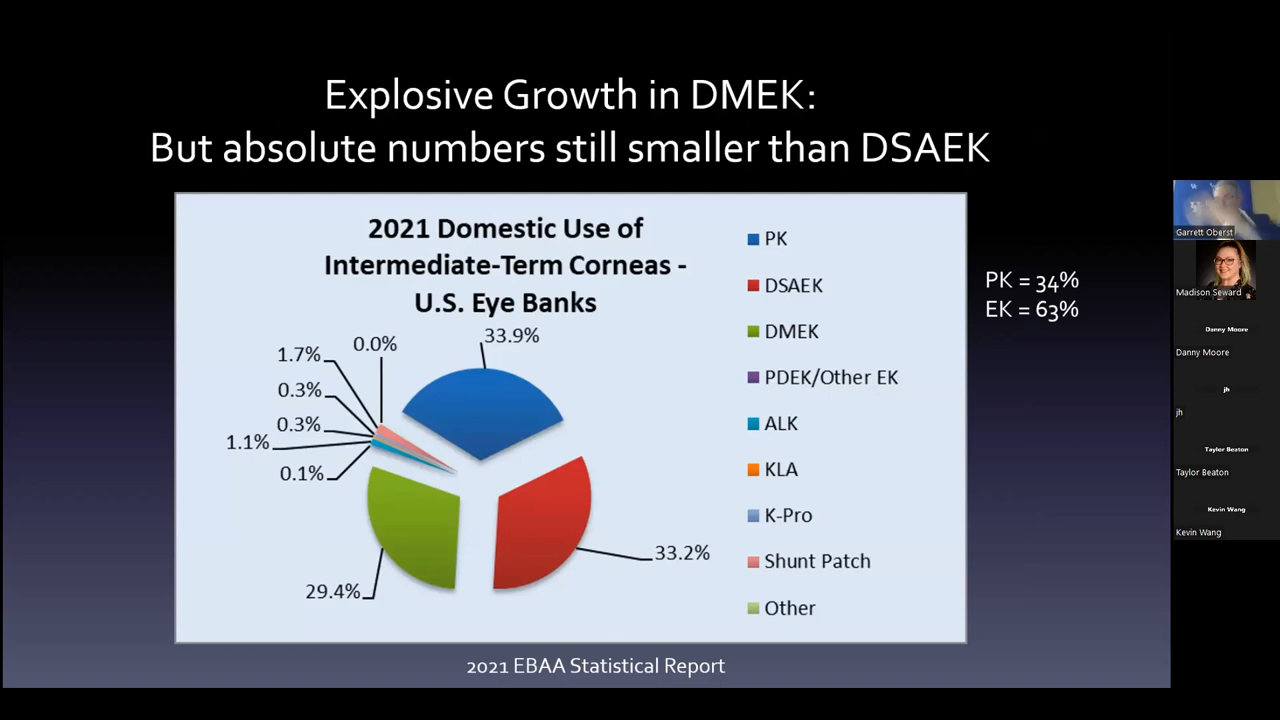 Explosive Growth in DMEK:
But absolute numbers still smaller than DSAEK
2021 Domestic Use of
Intermediate-Term Corneas -
U.S. Eye Banks
33.9%
0.0%
1.7%
0.3%
0.3%
1.1%
0.1%
29.4%
33.2%
PK
DSAEK
DMEK
PDEK/Other EK
ALK
KLA
K-Pro
Shunt Patch
Other
PK = 34%
EK = 63%
2021 EBAA Statistical Report
Garrett Oberst
Madison Seward
Danny Moore
Danny Moore
jh
jh
Taylor Beaton
Taylor Beaton
Kevin Wang
Kevin Wang